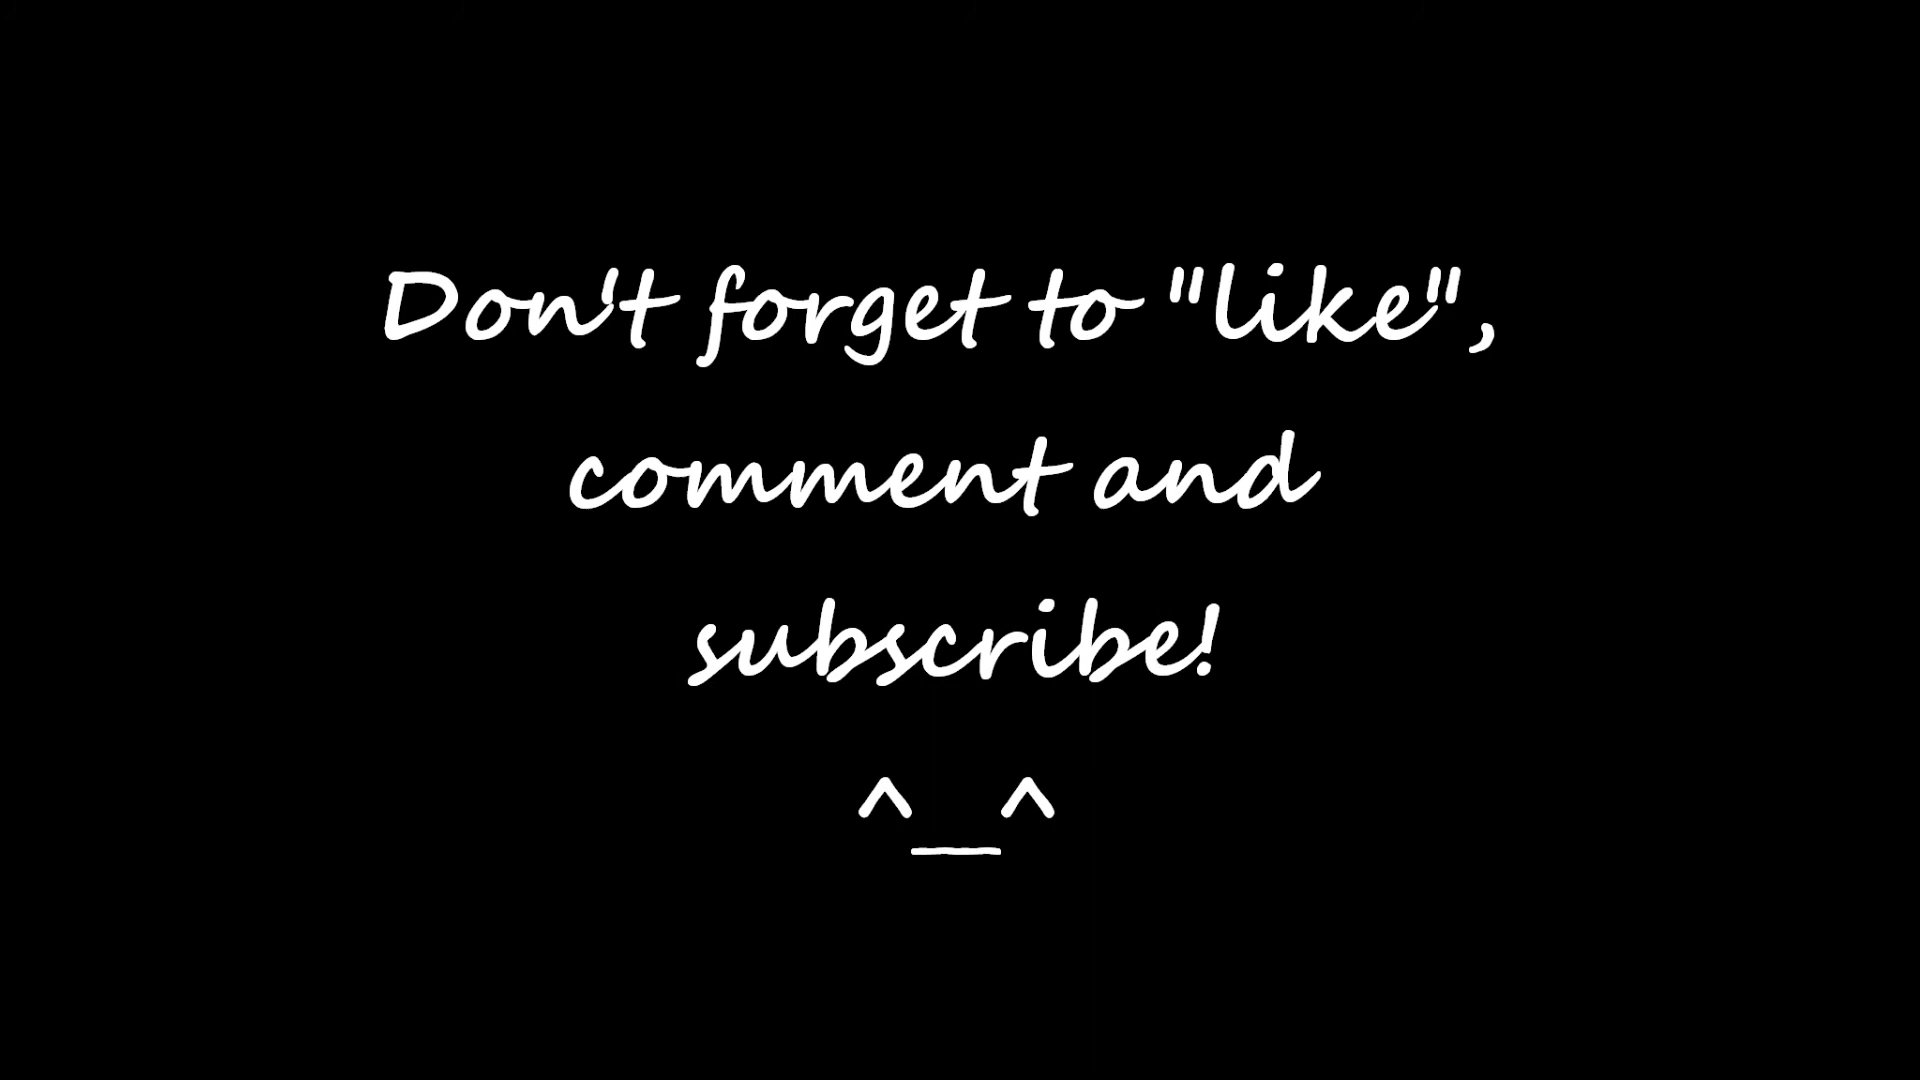 Don't forget to "like",
comment and
subscribe!
^_^